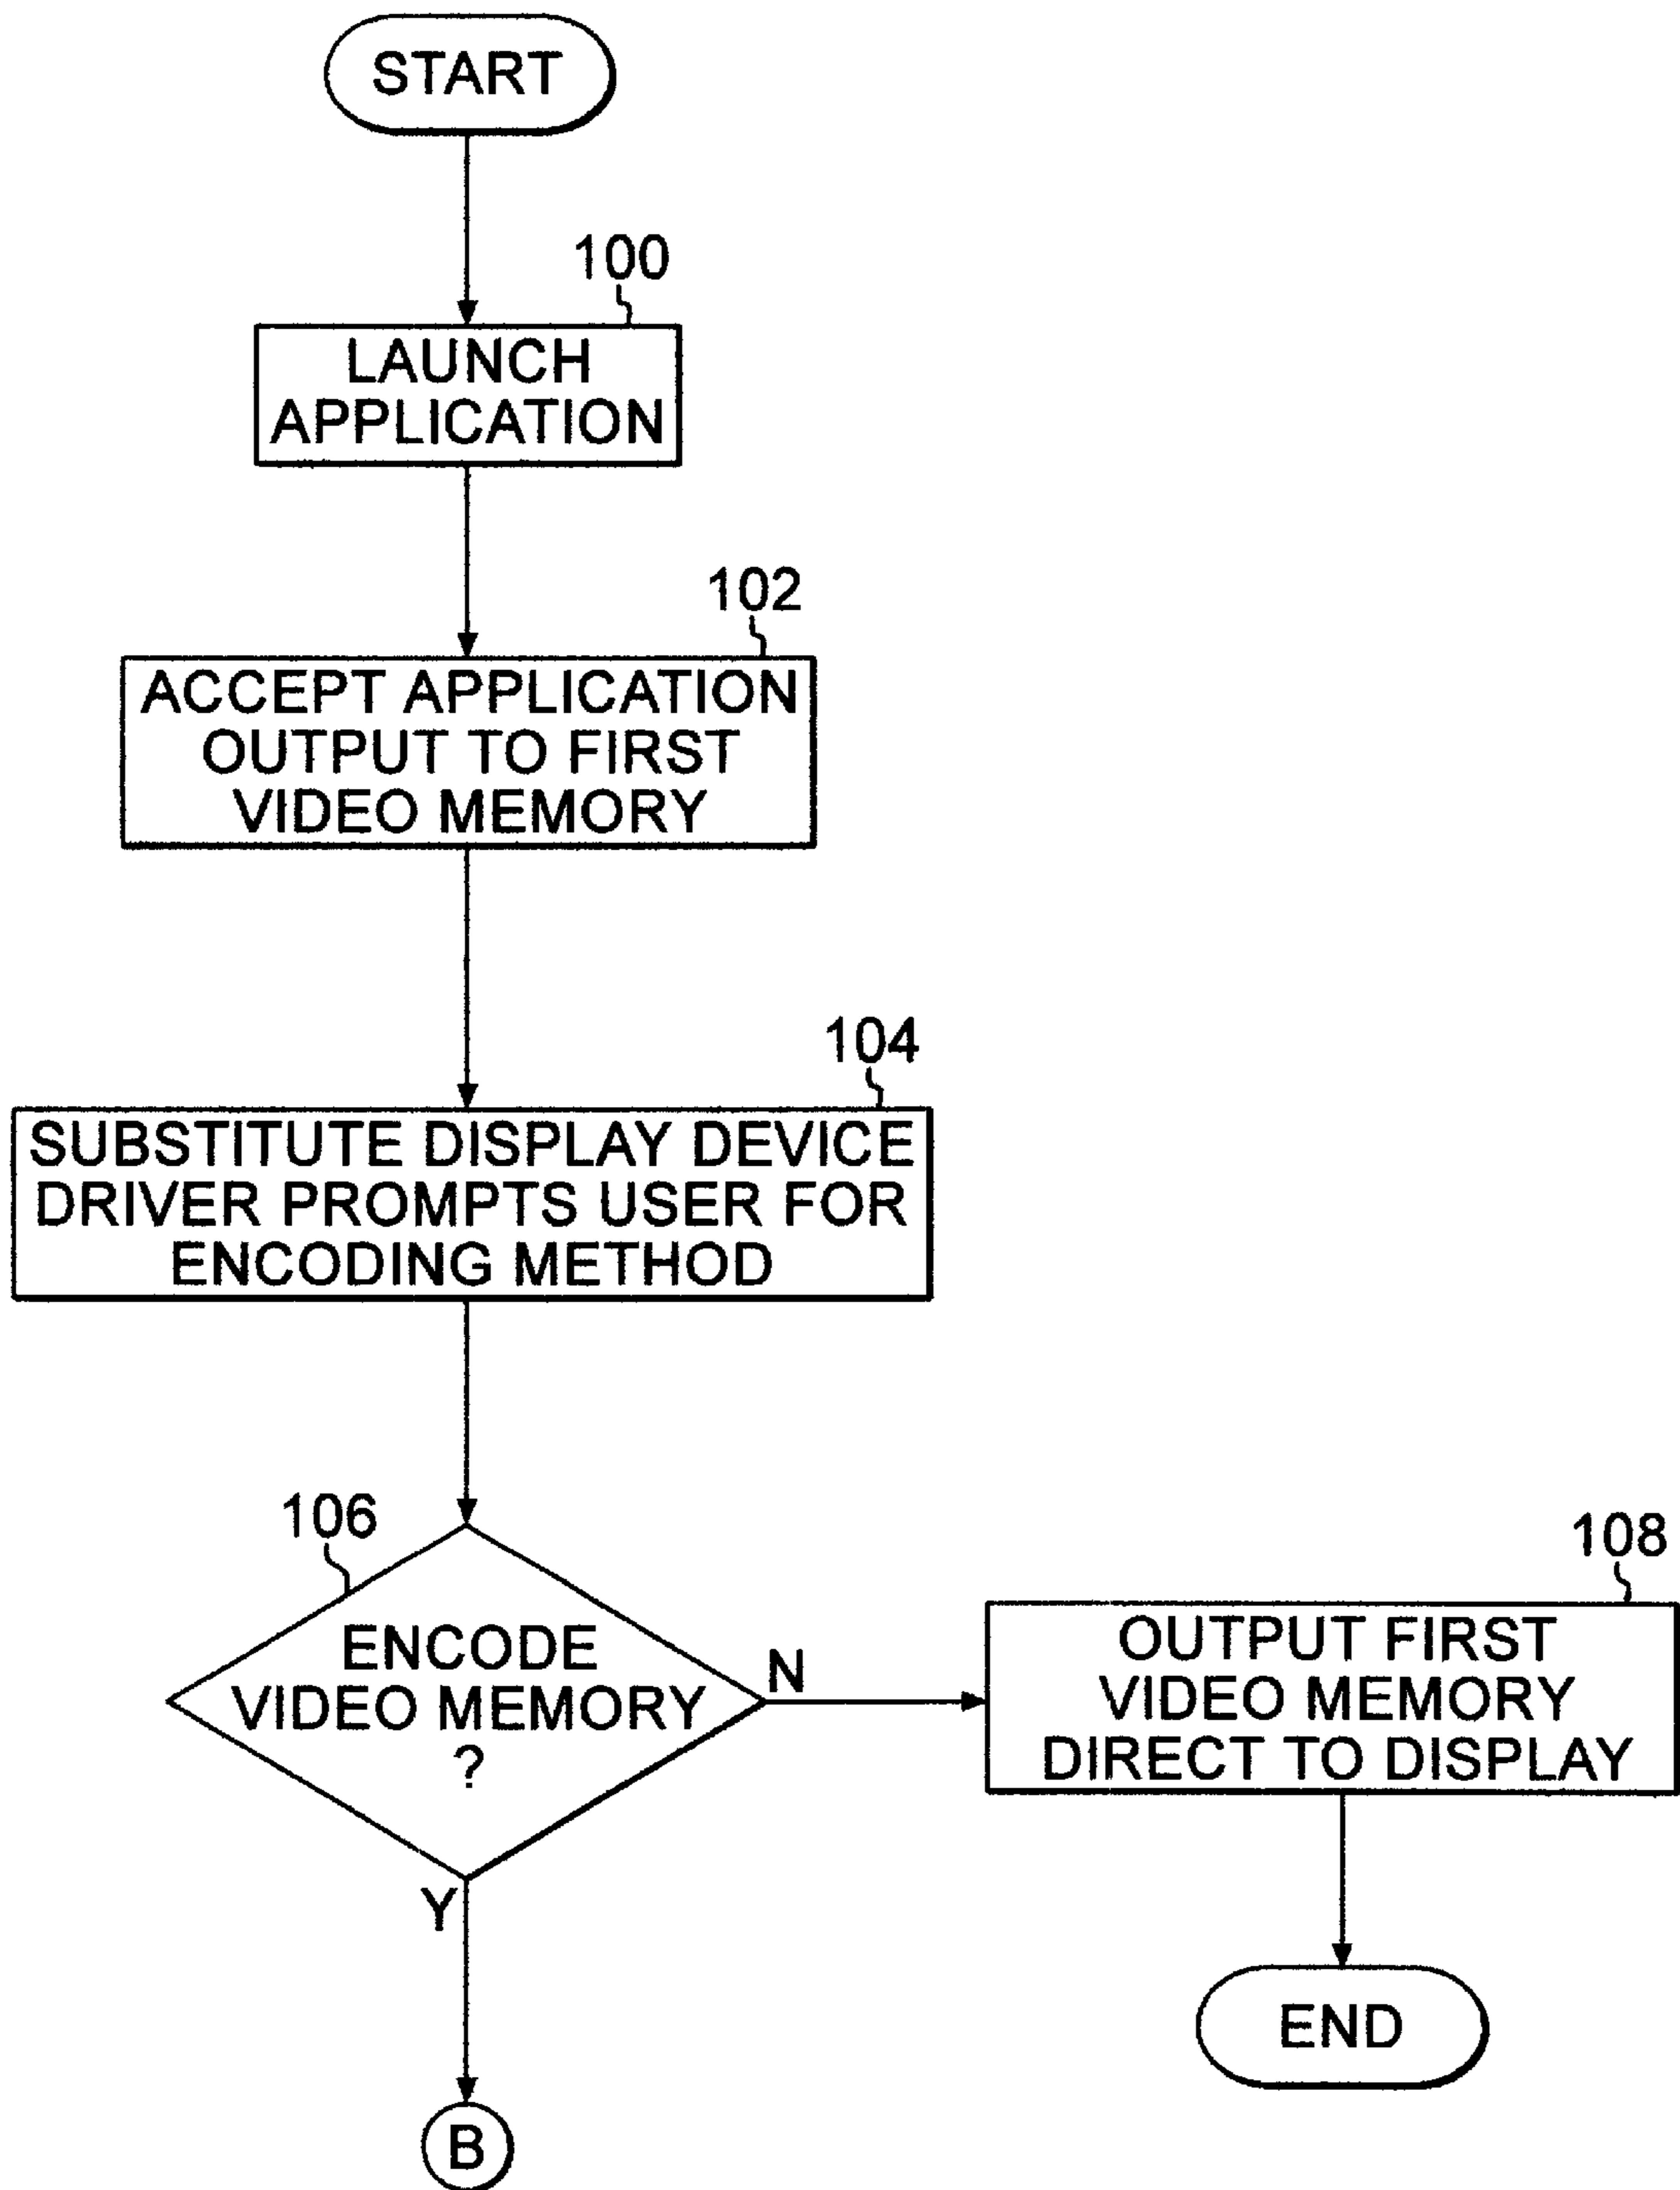 START
100
LAUNCH
APPLICATION
102
ACCEPT APPLICATION
OUTPUT TO FIRST
VIDEO MEMORY
104
SUBSTITUTE DISPLAY DEVICE
DRIVER PROMPTS USER FOR
ENCODING METHOD
106
ENCODE
VIDEO MEMORY
?
N
Y
108
OUTPUT FIRST
VIDEO MEMORY
DIRECT TO DISPLAY
END
B